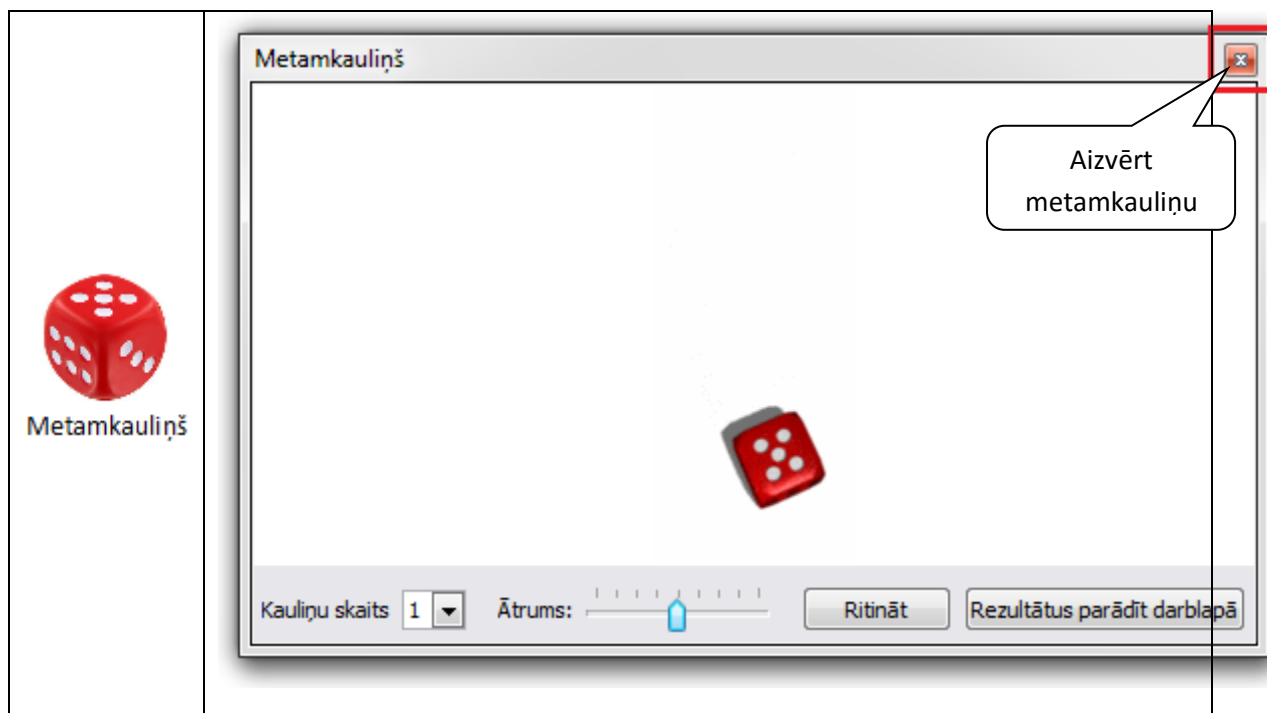 Metamkauliņš
Metamkauliņš
Aizvērt
metamkauliņu
Kauliņu skaits 1 Ātrums: Ritināt Rezultātus parādīt darblapā